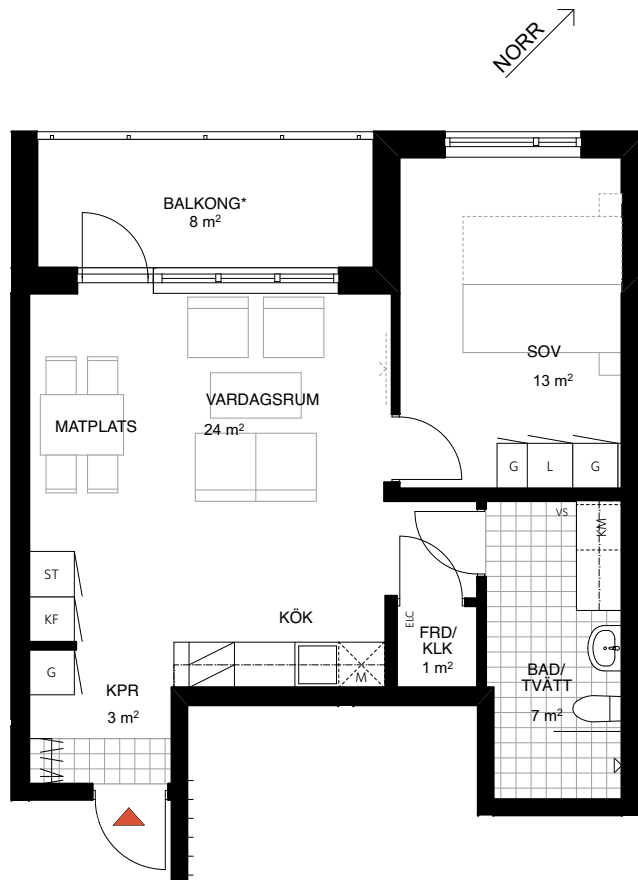 NORR
BALKONG*
8 m²
SOV
13 m²
VARDAGSRUM
24 m²
MATPLATS
G
L
G
VS
KM
ST
KF
G
KÖK
ELC
FRD/
KLK
1 m²
M
KPR
3 m²
BAD/
TVÄTT
7 m²